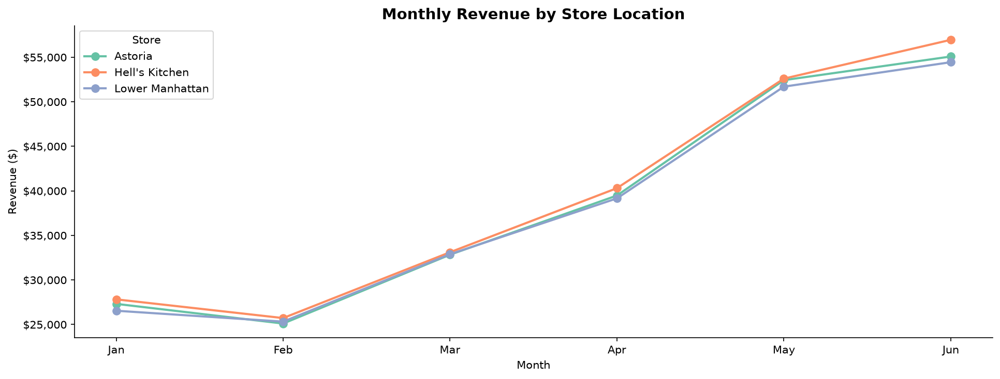 Monthly Revenue by Store Location
Store
Astoria
Hell's Kitchen
Lower Manhattan
$55,000
$50,000
$45,000
$40,000
$35,000
$30,000
$25,000
Revenue ($)
Jan Feb Mar Apr May Jun
Month